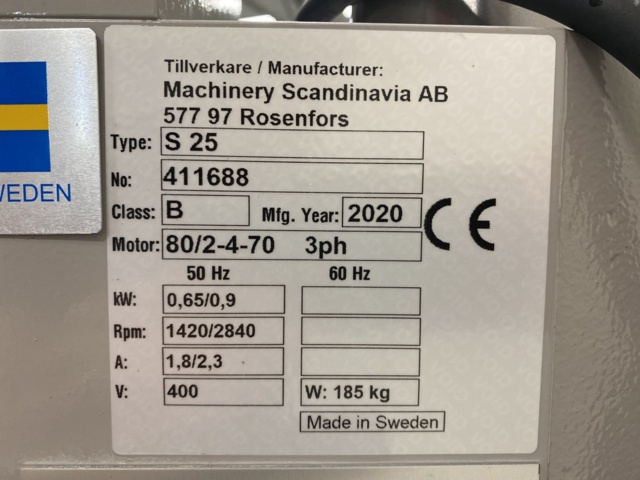 Tillverkare / Manufacturer:
Machinery Scandinavia AB
577 97 Rosenfors
Type: S 25
No: 411688
Class: B Mfg. Year: 2020 CE
Motor: 80/2-4-70 3ph
50 Hz 60 Hz
kW: 0,65/0,9
Rpm: 1420/2840
A: 1,8/2,3
V: 400 W: 185 kg
Made in Sweden
WEDEN